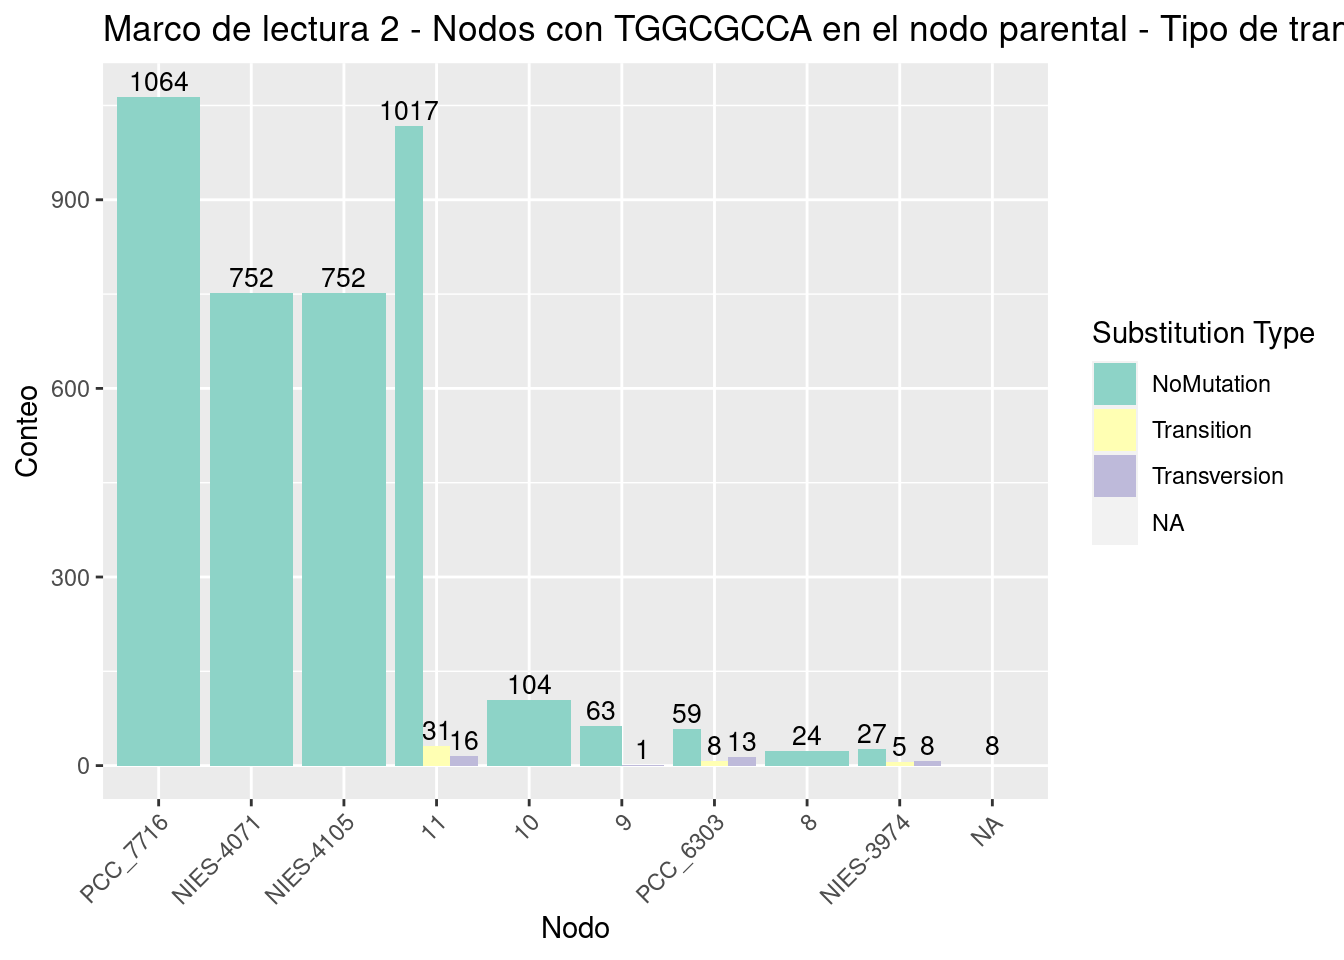 Marco de lectura 2 - Nodos con TGGCGCCA en el nodo parental - Tipo de tran
1064
1017
900
752
752
600
Conteo
300
104
63
59
31
16
1
8
13
24
27
5
8
8
0
PCC_7716
NIES-4071
NIES-4105
11
10
9
PCC_6303
8
NIES-3974
NA
Nodo
Substitution Type
NoMutation
Transition
Transversion
NA